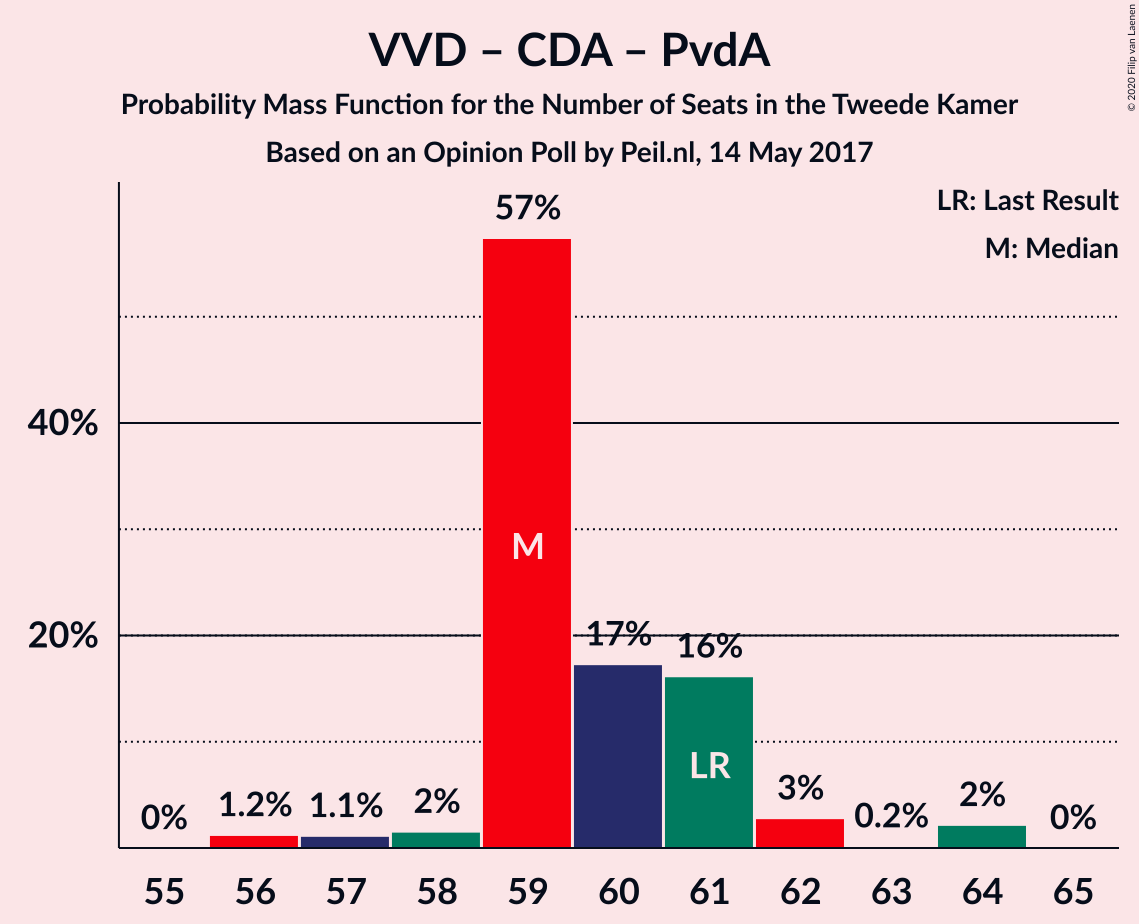 VVD – CDA – PvdA
Probability Mass Function for the Number of Seats in the Tweede Kamer
Based on an Opinion Poll by Peil.nl, 14 May 2017
© 2020 Filip van Laenen
LR: Last Result
M: Median
57%
40%
M
20%
17%
16%
LR
0%
1.2%
1.1%
2%
3%
0.2%
2%
0%
55 56 57 58 59 60 61 62 63 64 65